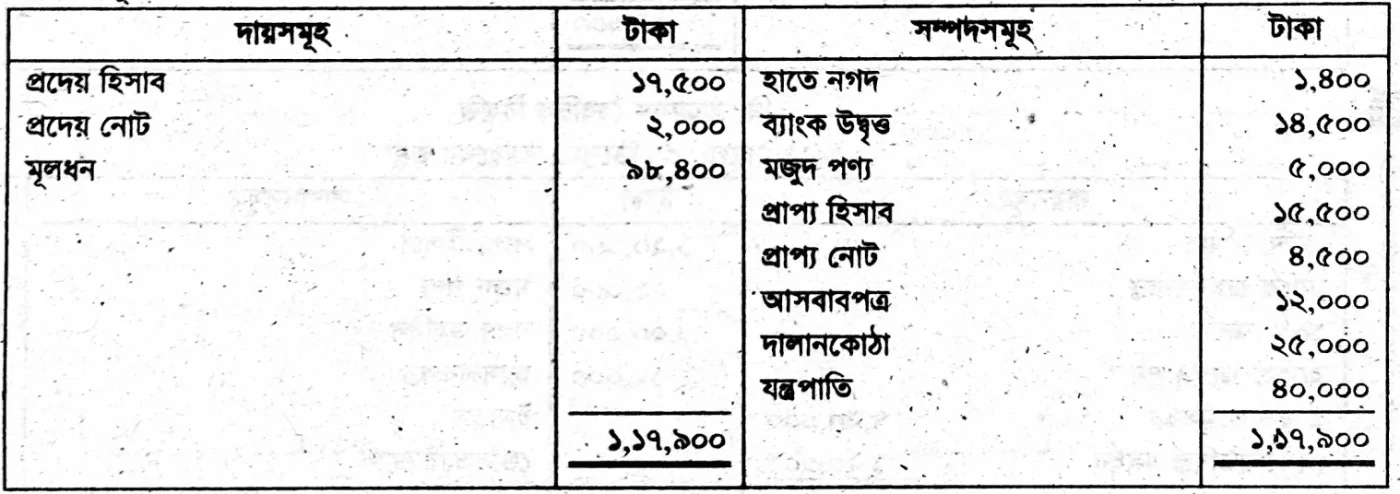 দায়সমূহ টাকা সম্পদসমূহ টাকা
প্রদেয় হিসাব ১৭,৫০০ হাতে নগদ ১,৪০০
প্রদেয় নোট ২,০০০ ব্যাংক উদ্বৃত্ত ১৪,৫০০
মূলধন ৯৮,৪০০ মজুদ পণ্য ৫,০০০
প্রাপ্য হিসাব ১৫,৫০০
প্রাপ্য নোট ৪,৫০০
আসবারপত্র ১২,০০০
দালানকোঠা ২৫,০০০
যন্ত্রপাতি ৪০,০০০
১,১৭,৯০০ ১,১৭,৯০০